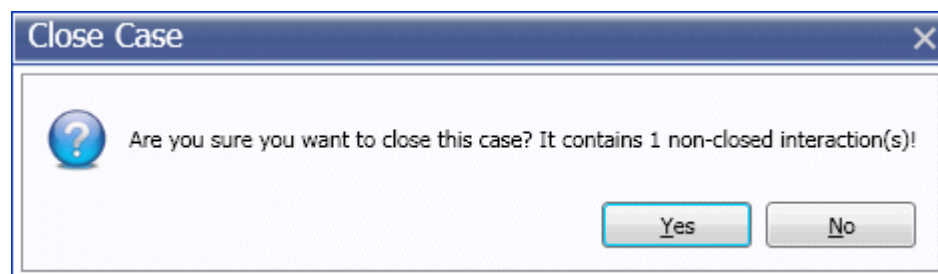 Close Case
Are you sure you want to close this case? It contains 1 non-closed interaction(s)!
Yes
No